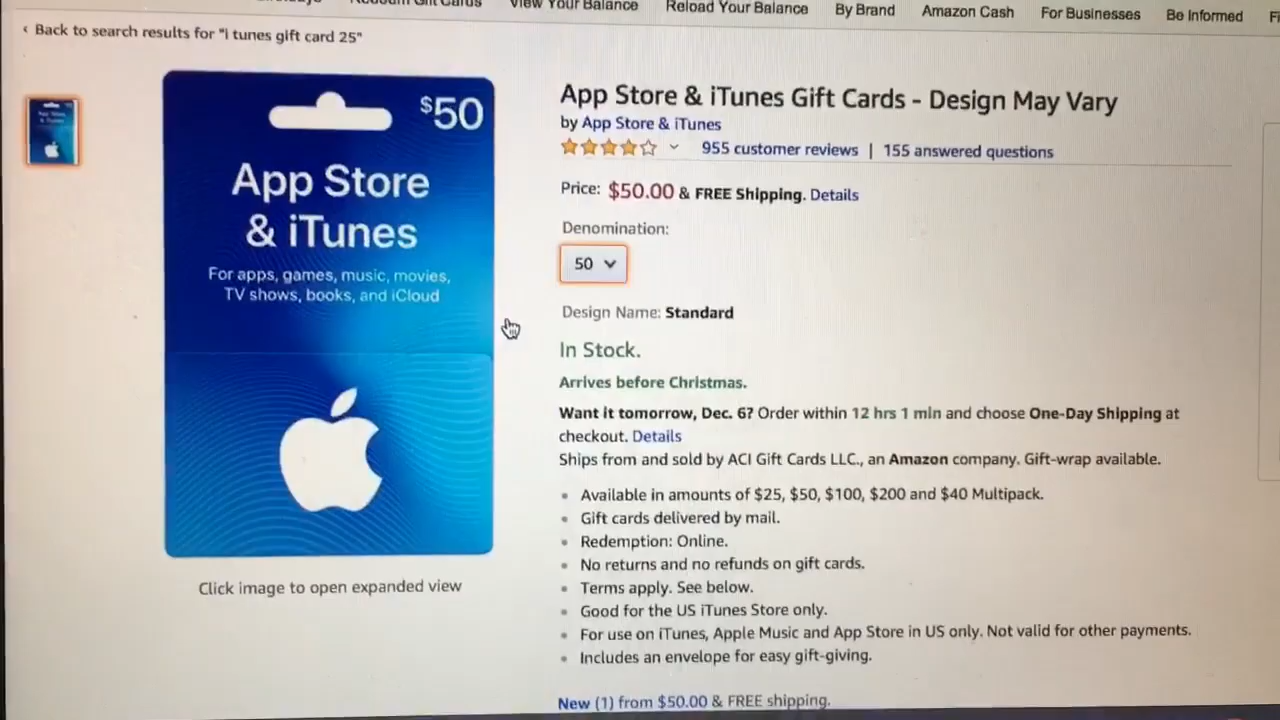 Redeem Gift Cards View Your Balance Reload Your Balance By Brand Amazon Cash For Businesses Be Informed
‹ Back to search results for "i tunes gift card 25"
$50
App Store
& iTunes
For apps, games, music, movies,
TV shows, books, and iCloud
Click image to open expanded view
App Store & iTunes Gift Cards - Design May Vary
by App Store & iTunes
955 customer reviews | 155 answered questions
Price: $50.00 & FREE Shipping. Details
Denomination:
50
Design Name: Standard
In Stock.
Arrives before Christmas.
Want it tomorrow, Dec. 6? Order within 12 hrs 1 min and choose One-Day Shipping at
checkout. Details
Ships from and sold by ACI Gift Cards LLC., an Amazon company. Gift-wrap available.
• Available in amounts of $25, $50, $100, $200 and $40 Multipack.
• Gift cards delivered by mail.
• Redemption: Online.
• No returns and no refunds on gift cards.
• Terms apply. See below.
• Good for the US iTunes Store only.
• For use on iTunes, Apple Music and App Store in US only. Not valid for other payments.
• Includes an envelope for easy gift-giving.
New (1) from $50.00 & FREE shipping.